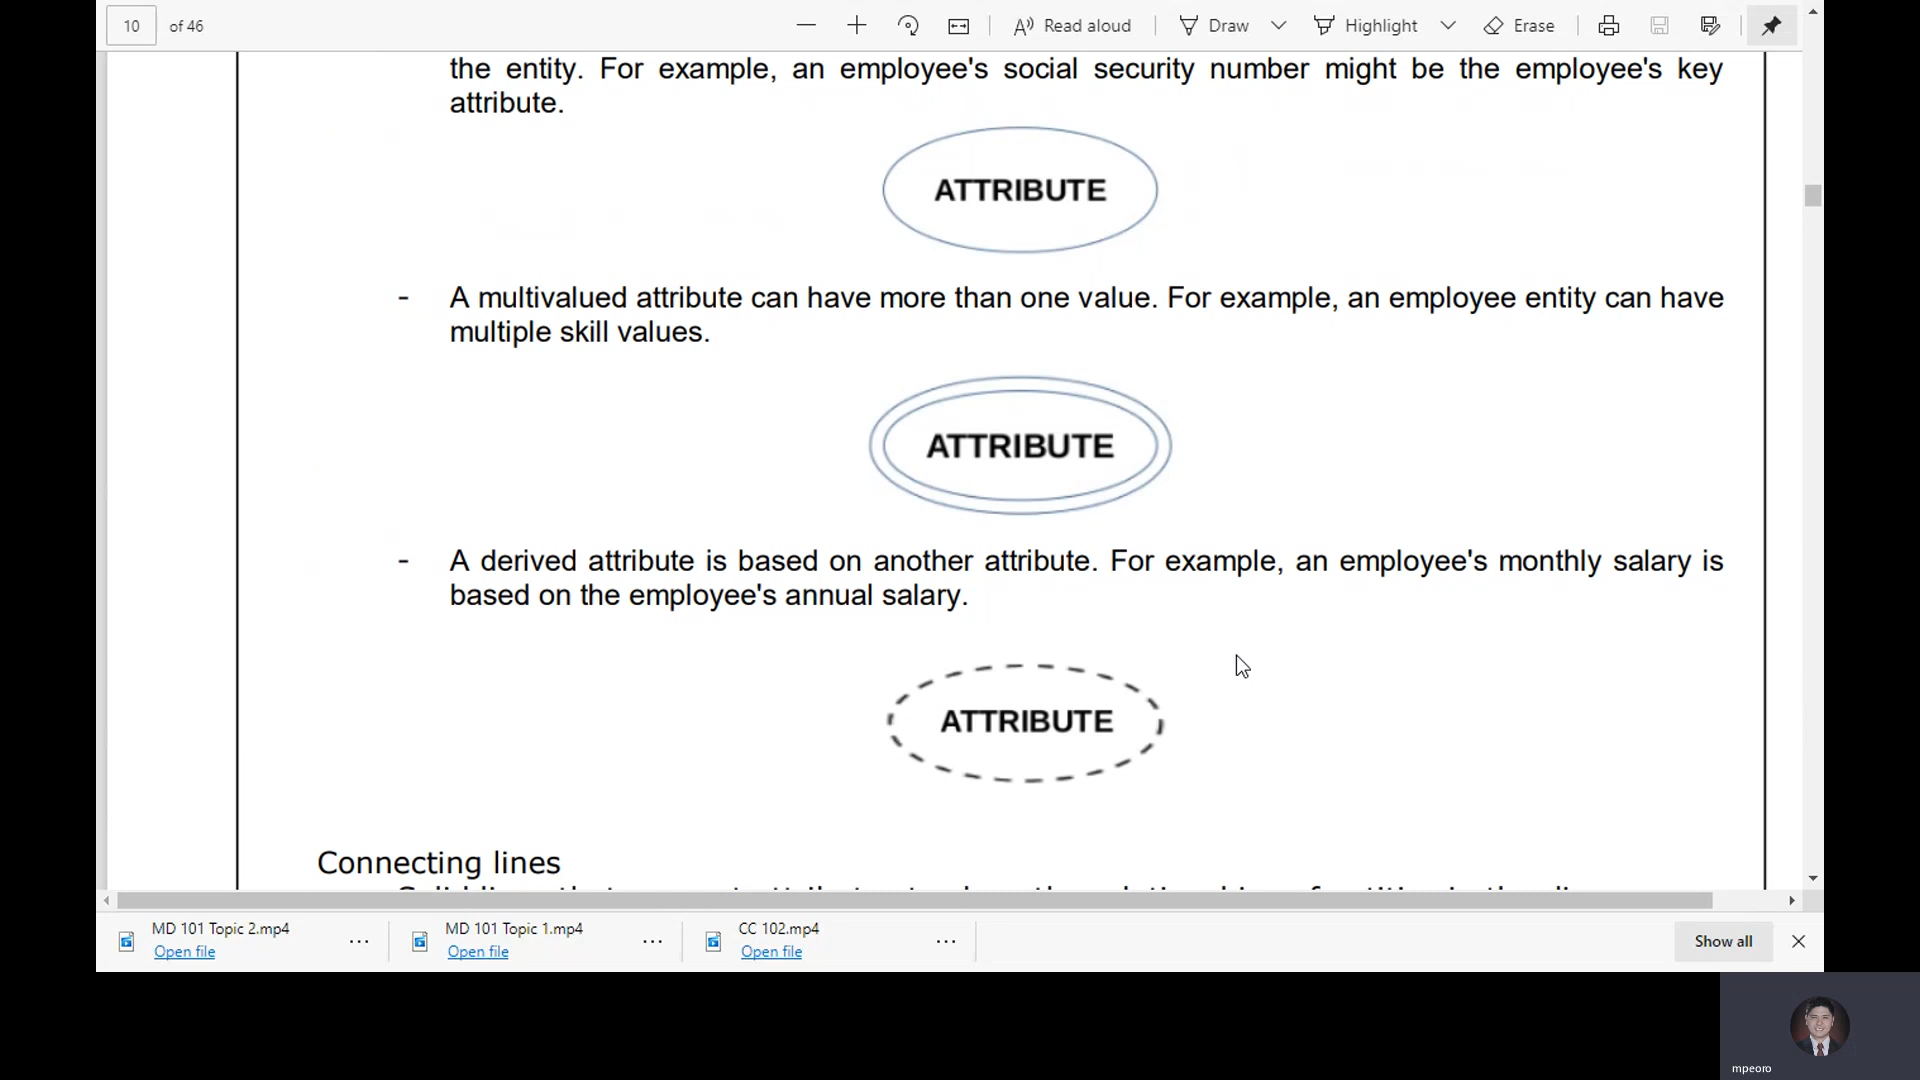 10 of 46 Read aloud Draw Highlight Erase
the entity. For example, an employee's social security number might be the employee's key
attribute.
ATTRIBUTE
- A multivalued attribute can have more than one value. For example, an employee entity can have
multiple skill values.
ATTRIBUTE
- A derived attribute is based on another attribute. For example, an employee's monthly salary is
based on the employee's annual salary.
ATTRIBUTE
Connecting lines
MD 101 Topic 2.mp4 MD 101 Topic 1.mp4 CC 102.mp4
Open file Open file Open file Show all
mpeoro